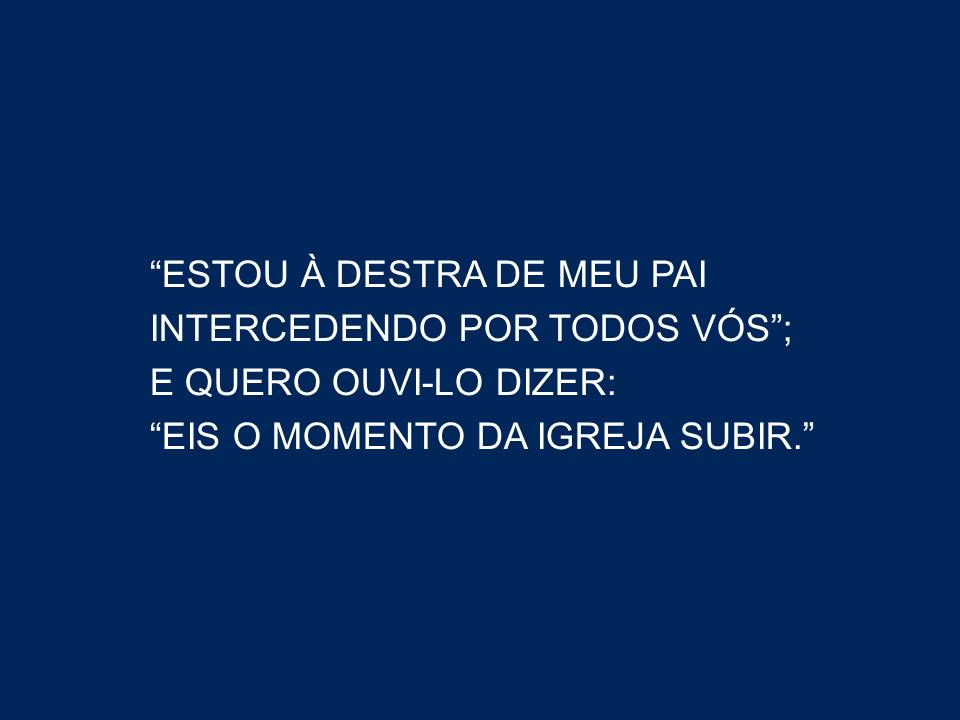 “ESTOU À DESTRA DE MEU PAI
INTERCEDENDO POR TODOS VÓS”;
E QUERO OUVI-LO DIZER:
“EIS O MOMENTO DA IGREJA SUBIR.”